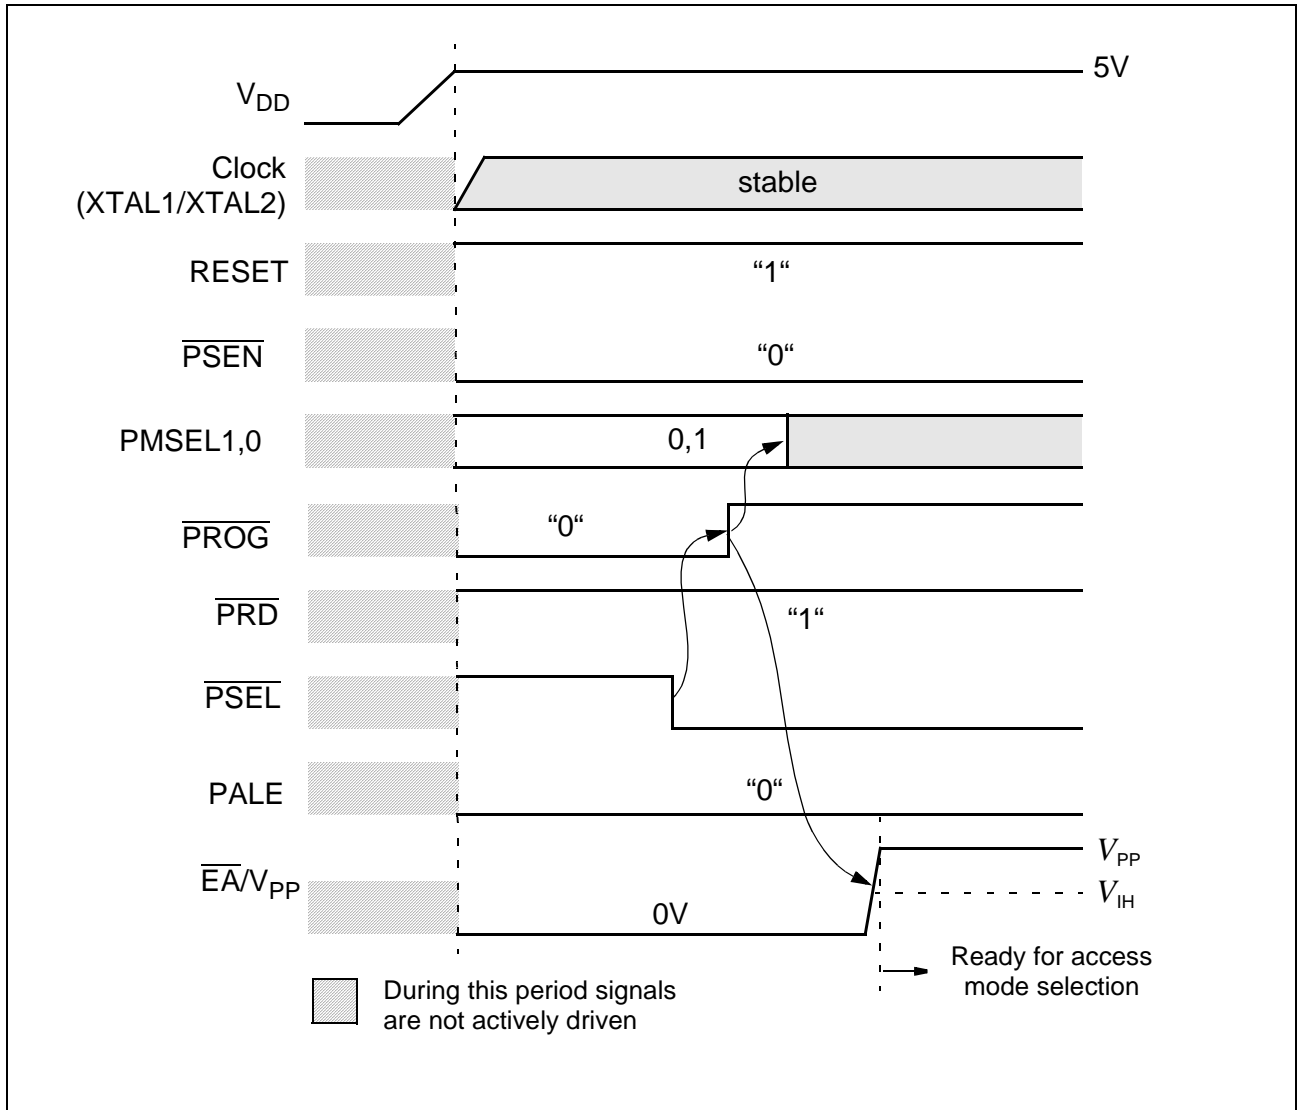 5V
VDD
Clock
(XTAL1/XTAL2)
stable
RESET
“1“
PSEN
“0“
PMSEL1,0
0,1
PROG
“0“
PRD
“1“
PSEL
PALE
“0“
EA/VPP
0V
VPP
VIH
Ready for access
mode selection
During this period signals
are not actively driven